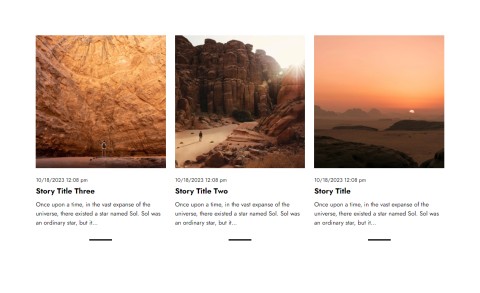 10/18/2023 12:08 pm
Story Title Three
Once upon a time, in the vast expanse of the
universe, there existed a star named Sol. Sol was
an ordinary star, but it...
10/18/2023 12:08 pm
Story Title Two
Once upon a time, in the vast expanse of the
universe, there existed a star named Sol. Sol was
an ordinary star, but it...
10/18/2023 12:08 pm
Story Title
Once upon a time, in the vast expanse of the
universe, there existed a star named Sol. Sol was
an ordinary star, but it...